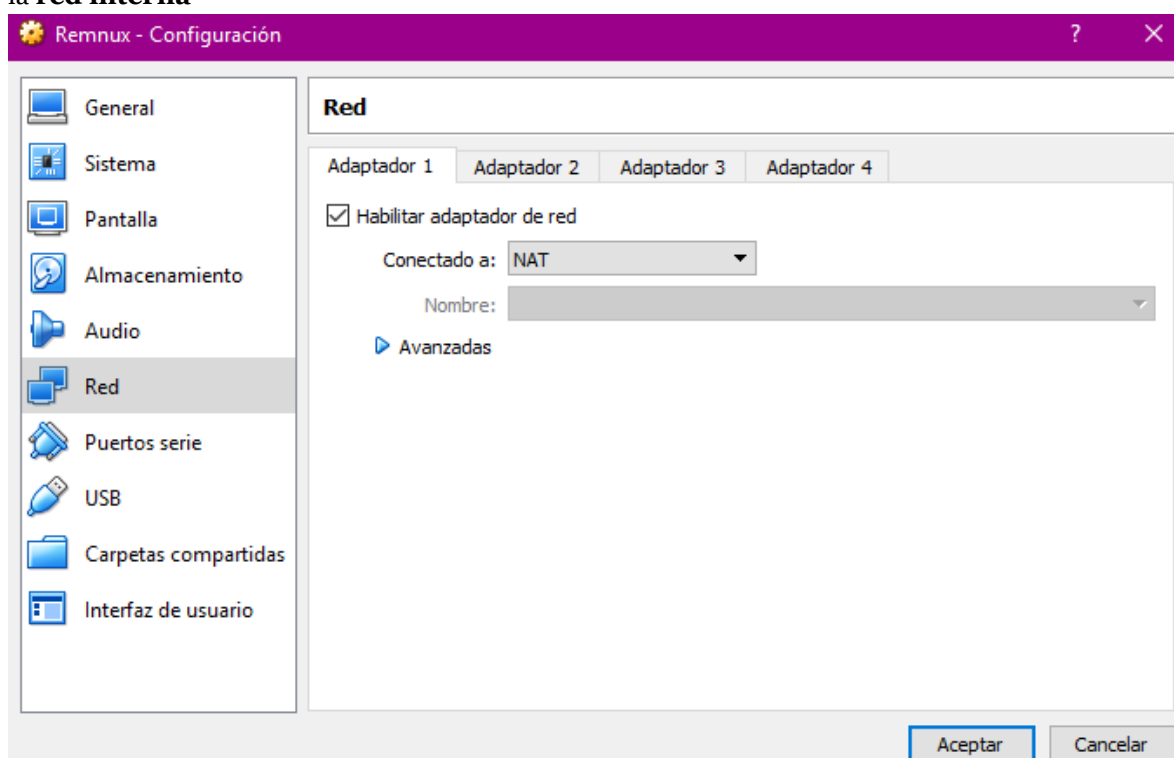 la red interna
Remnux - Configuración
?
General
Sistema
Pantalla
Almacenamiento
Audio
Red
Puertos serie
USB
Carpetas compartidas
Interfaz de usuario
Red
Adaptador 1 Adaptador 2 Adaptador 3 Adaptador 4
Habilitar adaptador de red
Conectado a: NAT
Nombre:
Avanzadas
Aceptar Cancelar